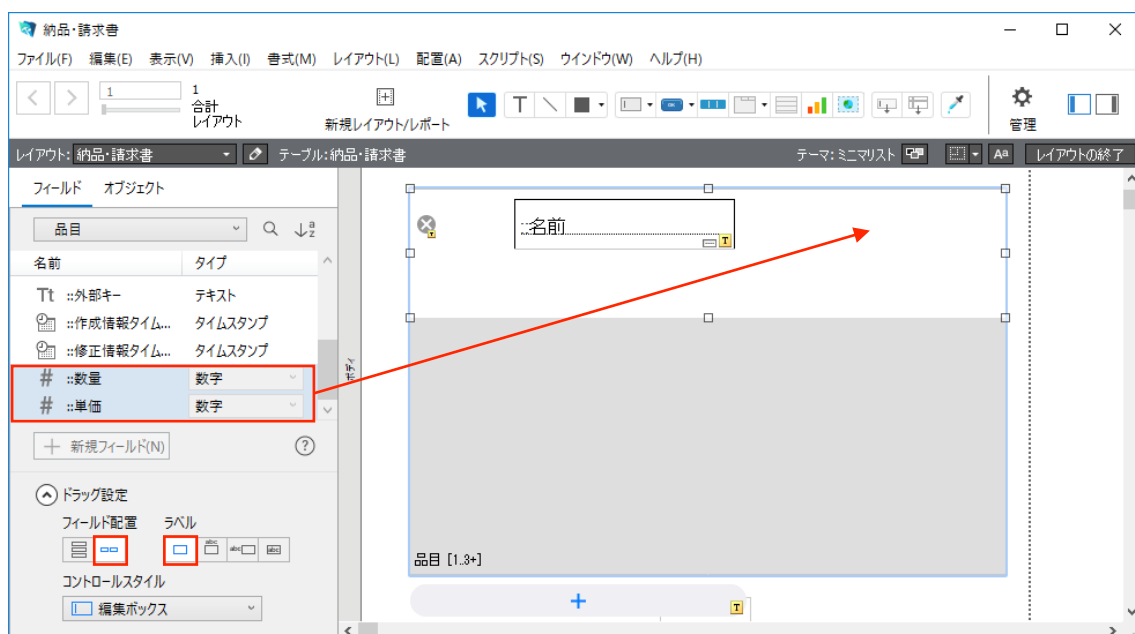 納品・請求書
ファイル(F) 編集(E) 表示(V) 挿入(I) 書式(M) レイアウト(L) 配置(A) スクリプト(S) ウインドウ(W) ヘルプ(H)
1
1
合計
レイアウト
新規レイアウト/レポート
T
管理
レイアウト: 納品・請求書 テーブル: 納品・請求書 テーマ: ミニマリスト Aa レイアウトの終了
フィールド オブジェクト
品目
名前 タイプ
Tt ::外部キー テキスト
::作成情報タイム... タイムスタンプ
::修正情報タイム... タイムスタンプ
# ::数量 数字
# ::単価 数字
新規フィールド(N) ?
ドラッグ設定
フィールド配置 ラベル
abc abc abc
コントロールスタイル
編集ボックス
ボディ
::名前
T
品目 [1..3+]
+
T